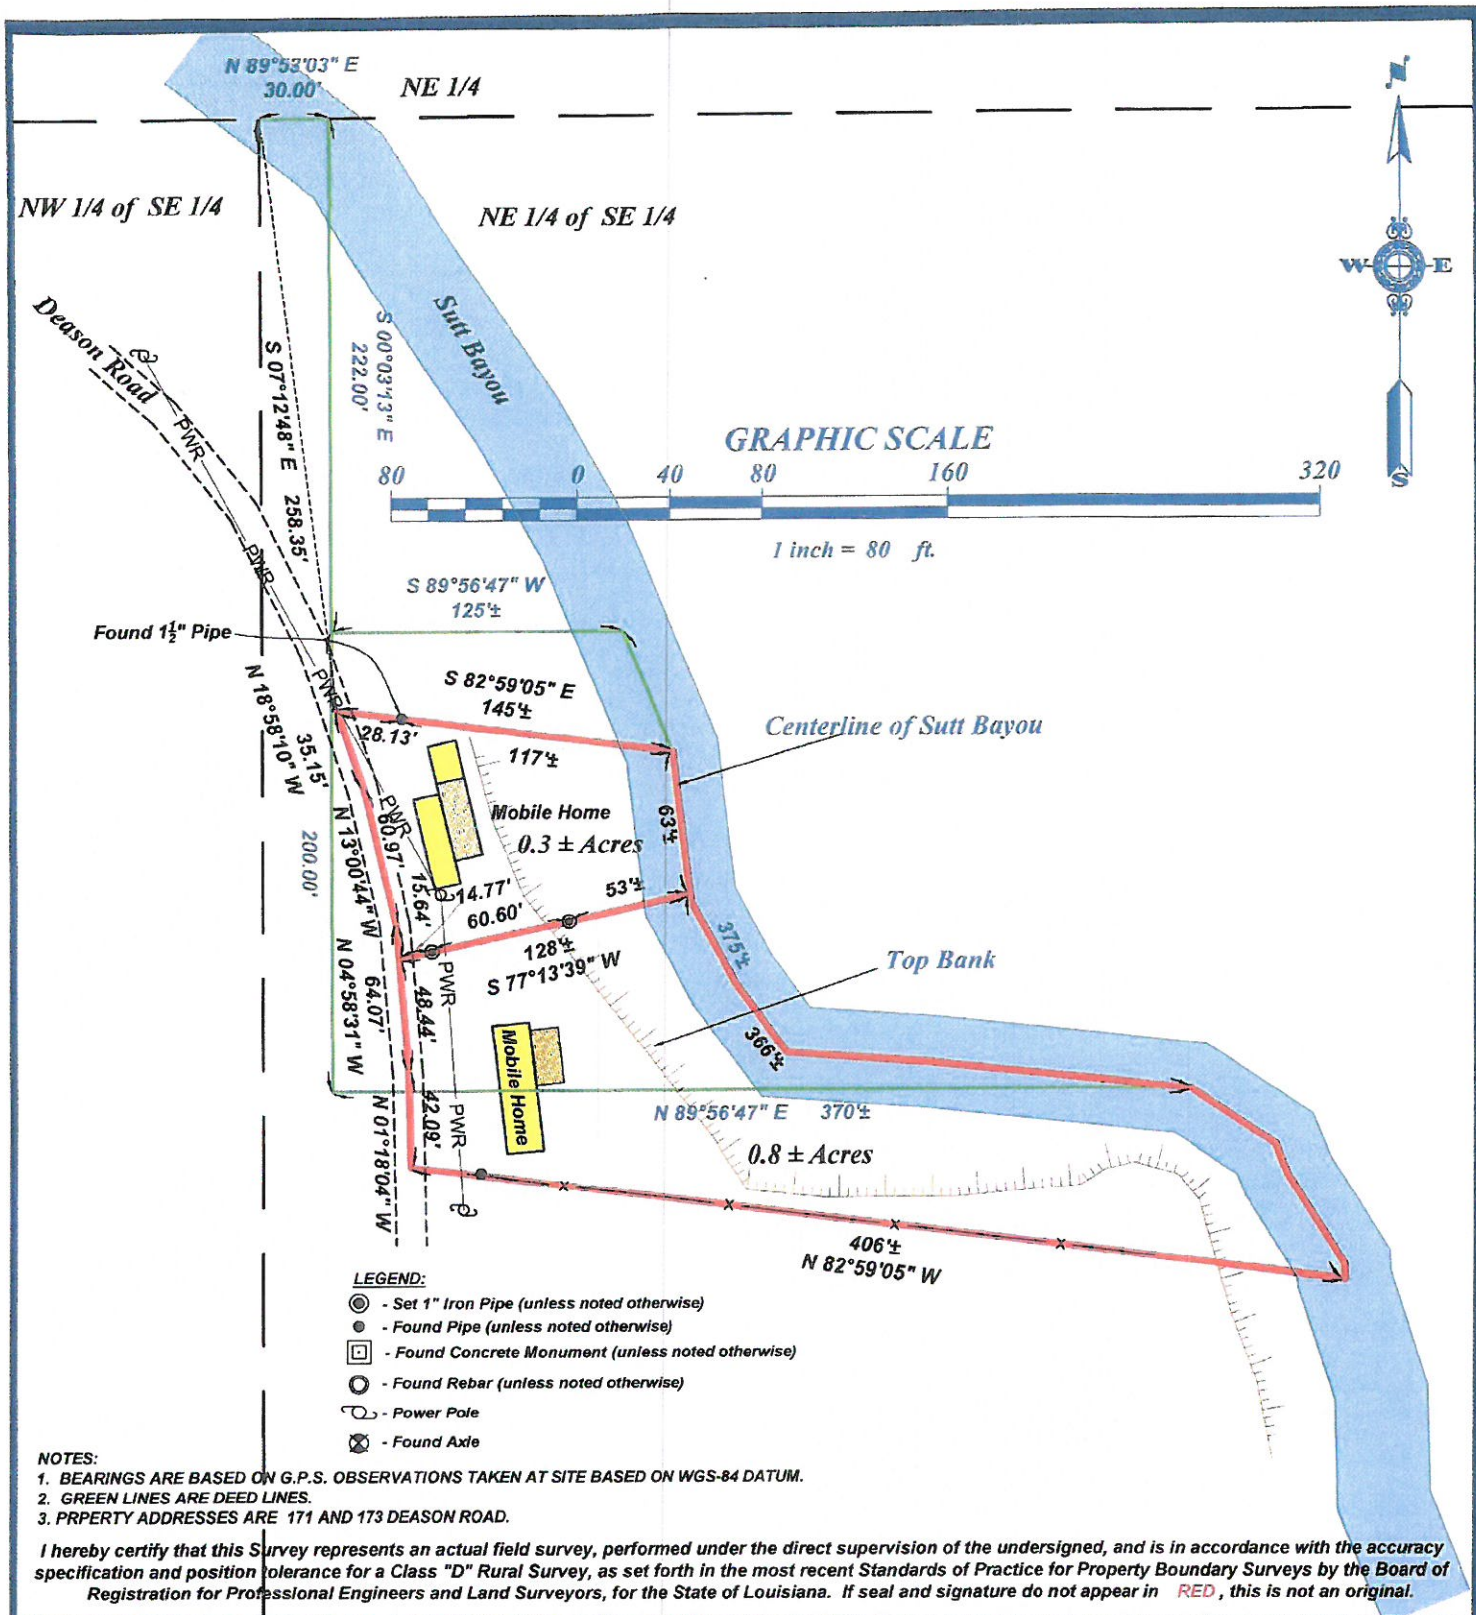 N 89°53'03" E
30.00'
NE 1/4
N
NW 1/4 of SE 1/4
NE 1/4 of SE 1/4
W
E
S
Deason Road
Sutt Bayou
S 07°12'48" E 258.35'
S 00°03'13" E
222.00'
GRAPHIC SCALE
80 0 40 80 160 320
1 inch = 80 ft.
PWR
PWR
S 89°56'47" W
125'±
Found 1½" Pipe
PWR
N 18°58'10" W
35.15'
S 82°59'05" E
145'±
28.13'
117'±
Centerline of Sutt Bayou
PWR
60.97'
N 13°00'44" W
Mobile Home
0.3 ± Acres
63'±
200.00'
15.64'
14.77'
60.60'
53'±
128'±
S 77°13'39" W
375'±
Top Bank
N 04°58'31" W
64.07'
48.44'
PWR
366'±
Mobile Home
N 89°56'47" E 370'±
42.09'
PWR
N 01°18'04" W
0.8 ± Acres
406'±
N 82°59'05" W
LEGEND:
- Set 1" Iron Pipe (unless noted otherwise)
- Found Pipe (unless noted otherwise)
- Found Concrete Monument (unless noted otherwise)
- Found Rebar (unless noted otherwise)
- Power Pole
- Found Axle
NOTES:
1. BEARINGS ARE BASED ON G.P.S. OBSERVATIONS TAKEN AT SITE BASED ON WGS-84 DATUM.
2. GREEN LINES ARE DEED LINES.
3. PRPERTY ADDRESSES ARE 171 AND 173 DEASON ROAD.
I hereby certify that this Survey represents an actual field survey, performed under the direct supervision of the undersigned, and is in accordance with the accuracy
specification and position tolerance for a Class "D" Rural Survey, as set forth in the most recent Standards of Practice for Property Boundary Surveys by the Board of
Registration for Professional Engineers and Land Surveyors, for the State of Louisiana. If seal and signature do not appear in RED, this is not an original.